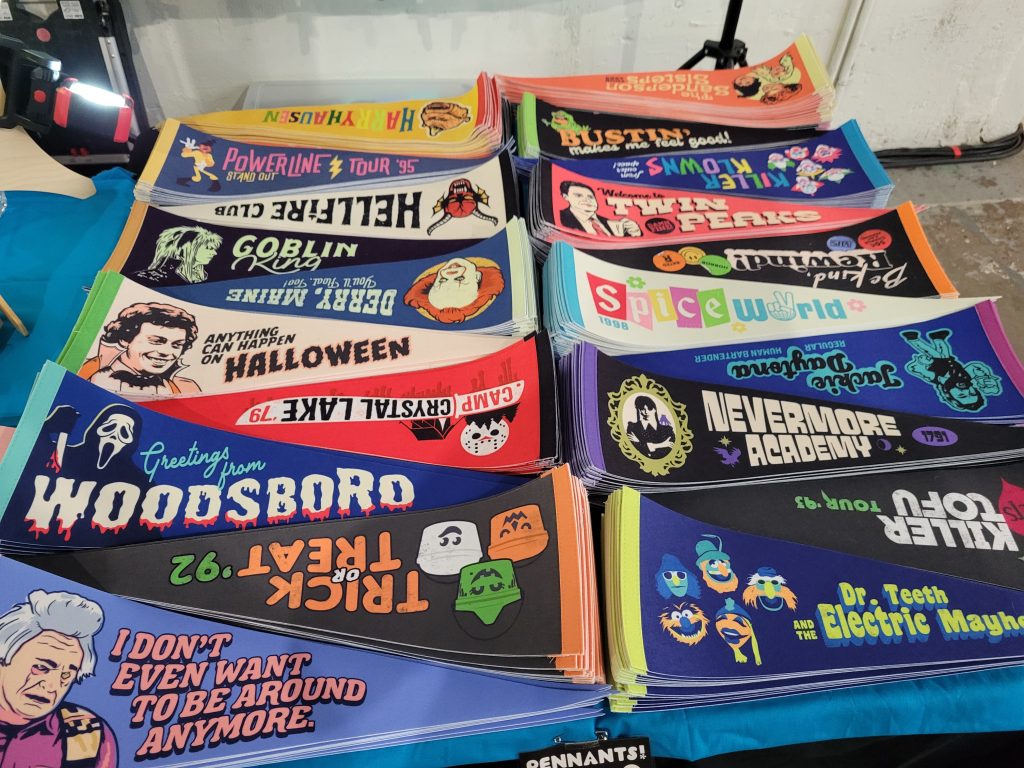 HARRYHAUSEN
POWERLINE TOUR '95
STAND OUT
HELLFIRE CLUB
GOBLIN
King
DERRY, MAINE
You'll Float, Too!
ANYTHING
CAN HAPPEN
ON HALLOWEEN
CAMP
CRYSTAL LAKE '79
Greetings
from
WOODSBORO
TRICK
OR
TREAT '92
I DON'T
EVEN WANT
TO BE AROUND
ANYMORE.
The
Sanderson
Sisters
BUSTIN'
makes me feel good!
KILLER
KLOWNS
from
outer
space!
Welcome to
TWIN
PEAKS
Be Kind
Rewind!
Spice World
1998
Jackie
Daytona
REGULAR
HUMAN BARTENDER
NEVERMORE
ACADEMY
1791
KILLER
TOFU
TOUR '93
Dr. Teeth
AND THE Electric Mayhe
PENNANTS!